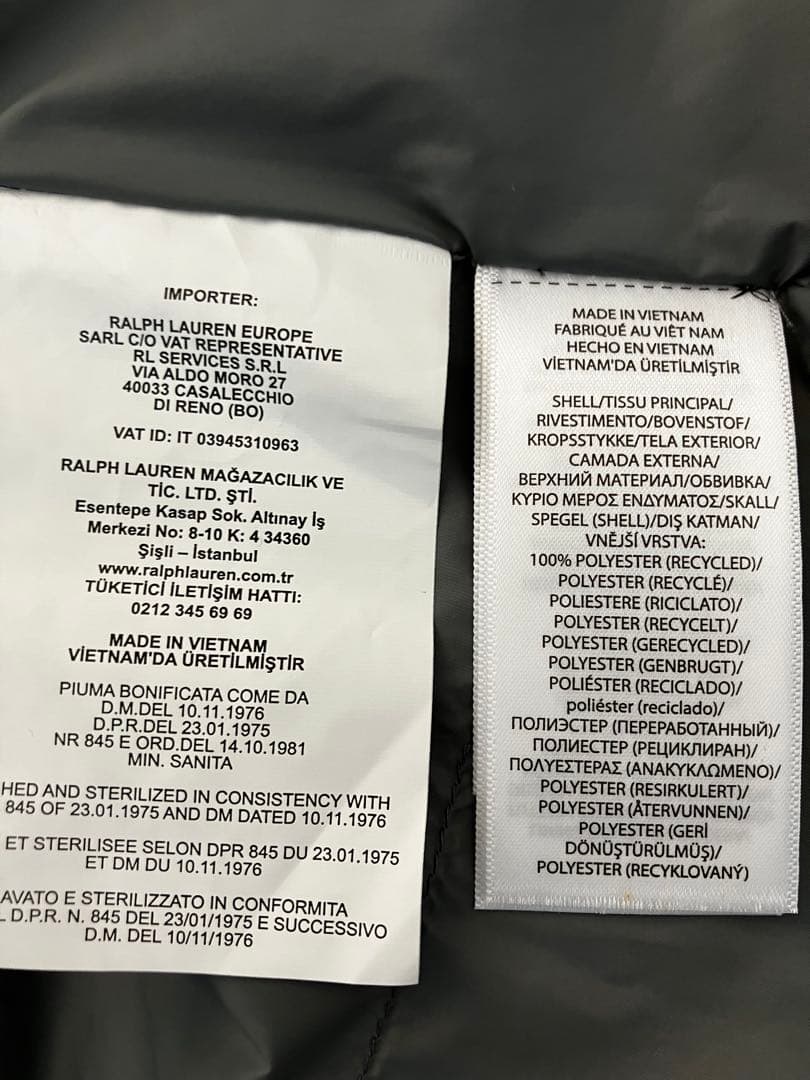 IMPORTER:
RALPH LAUREN EUROPE
SARL C/O VAT REPRESENTATIVE
RL SERVICES S.R.L
VIA ALDO MORO 27
40033 CASALECCHIO
DI RENO (BO)
VAT ID: IT 03945310963
RALPH LAUREN MAĞAZACILIK VE
TİC. LTD. ŞTİ.
Esentepe Kasap Sok. Altınay İş
Merkezi No: 8-10 K: 4 34360
Şişli – İstanbul
www.ralphlauren.com.tr
TÜKETİCİ İLETİŞİM HATTI:
0212 345 69 69
MADE IN VIETNAM
VİETNAM'DA ÜRETİLMİŞTİR
PIUMA BONIFICATA COME DA
D.M.DEL 10.11.1976
D.P.R.DEL 23.01.1975
NR 845 E ORD.DEL 14.10.1981
MIN. SANITA
HED AND STERILIZED IN CONSISTENCY WITH
845 OF 23.01.1975 AND DM DATED 10.11.1976
ET STERILISEE SELON DPR 845 DU 23.01.1975
ET DM DU 10.11.1976
AVATO E STERILIZZATO IN CONFORMITA
L D.P.R. N. 845 DEL 23/01/1975 E SUCCESSIVO
D.M. DEL 10/11/1976
MADE IN VIETNAM
FABRIQUÉ AU VIÊT NAM
HECHO EN VIETNAM
VİETNAM'DA ÜRETİLMİŞTİR
SHELL/TISSU PRINCIPAL/
RIVESTIMENTO/BOVENSTOF/
KROPSSTYKKE/TELA EXTERIOR/
CAMADA EXTERNA/
ВЕРХНИЙ МАТЕРИАЛ/ОБВИВКА/
ΚΥΡΙΟ ΜΕΡΟΣ ΕΝΔΥΜΑΤΟΣ/SKALL/
SPEGEL (SHELL)/DIŞ KATMAN/
VNĚJŠÍ VRSTVA:
100% POLYESTER (RECYCLED)/
POLYESTER (RECYCLÉ)/
POLIESTERE (RICICLATO)/
POLYESTER (RECYCELT)/
POLYESTER (GERECYCLED)/
POLYESTER (GENBRUGT)/
POLIÉSTER (RECICLADO)/
poliéster (reciclado)/
ПОЛИЭСТЕР (ПЕРЕРАБОТАННЫЙ)/
ПОЛИЕСТЕР (РЕЦИКЛИРАН)/
ΠΟΛΥΕΣΤΕΡΑΣ (ΑΝΑΚΥΚΛΩΜΕΝΟ)/
POLYESTER (RESIRKULERT)/
POLYESTER (ÅTERVUNNEN)/
POLYESTER (GERİ
DÖNÜŞTÜRÜLMÜŞ)/
POLYESTER (RECYKLOVANÝ)